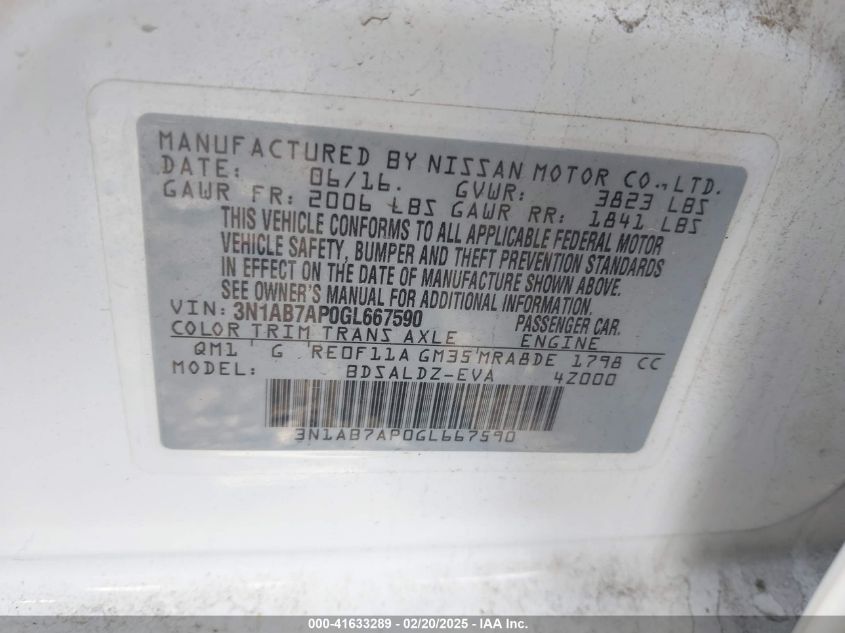 MANUFACTURED BY NISSAN MOTOR CO., LTD.
DATE: 06/16. GVWR: 3823 LBS
GAWR FR: 2006 LBS GAWR RR: 1841 LBS
THIS VEHICLE CONFORMS TO ALL APPLICABLE FEDERAL MOTOR
VEHICLE SAFETY, BUMPER AND THEFT PREVENTION STANDARDS
IN EFFECT ON THE DATE OF MANUFACTURE SHOWN ABOVE.
SEE OWNER'S MANUAL FOR ADDITIONAL INFORMATION.
VIN: 3N1AB7AP0GL667590 PASSENGER CAR.
COLOR TRIM TRANS AXLE ENGINE
QM1 G RE0F11A GM35 MRA8DE 1798 CC
MODEL: BDSALDZ-EVA 4Z000
3N1AB7AP0GL667590
000-41633289 - 02/20/2025 - IAA Inc.